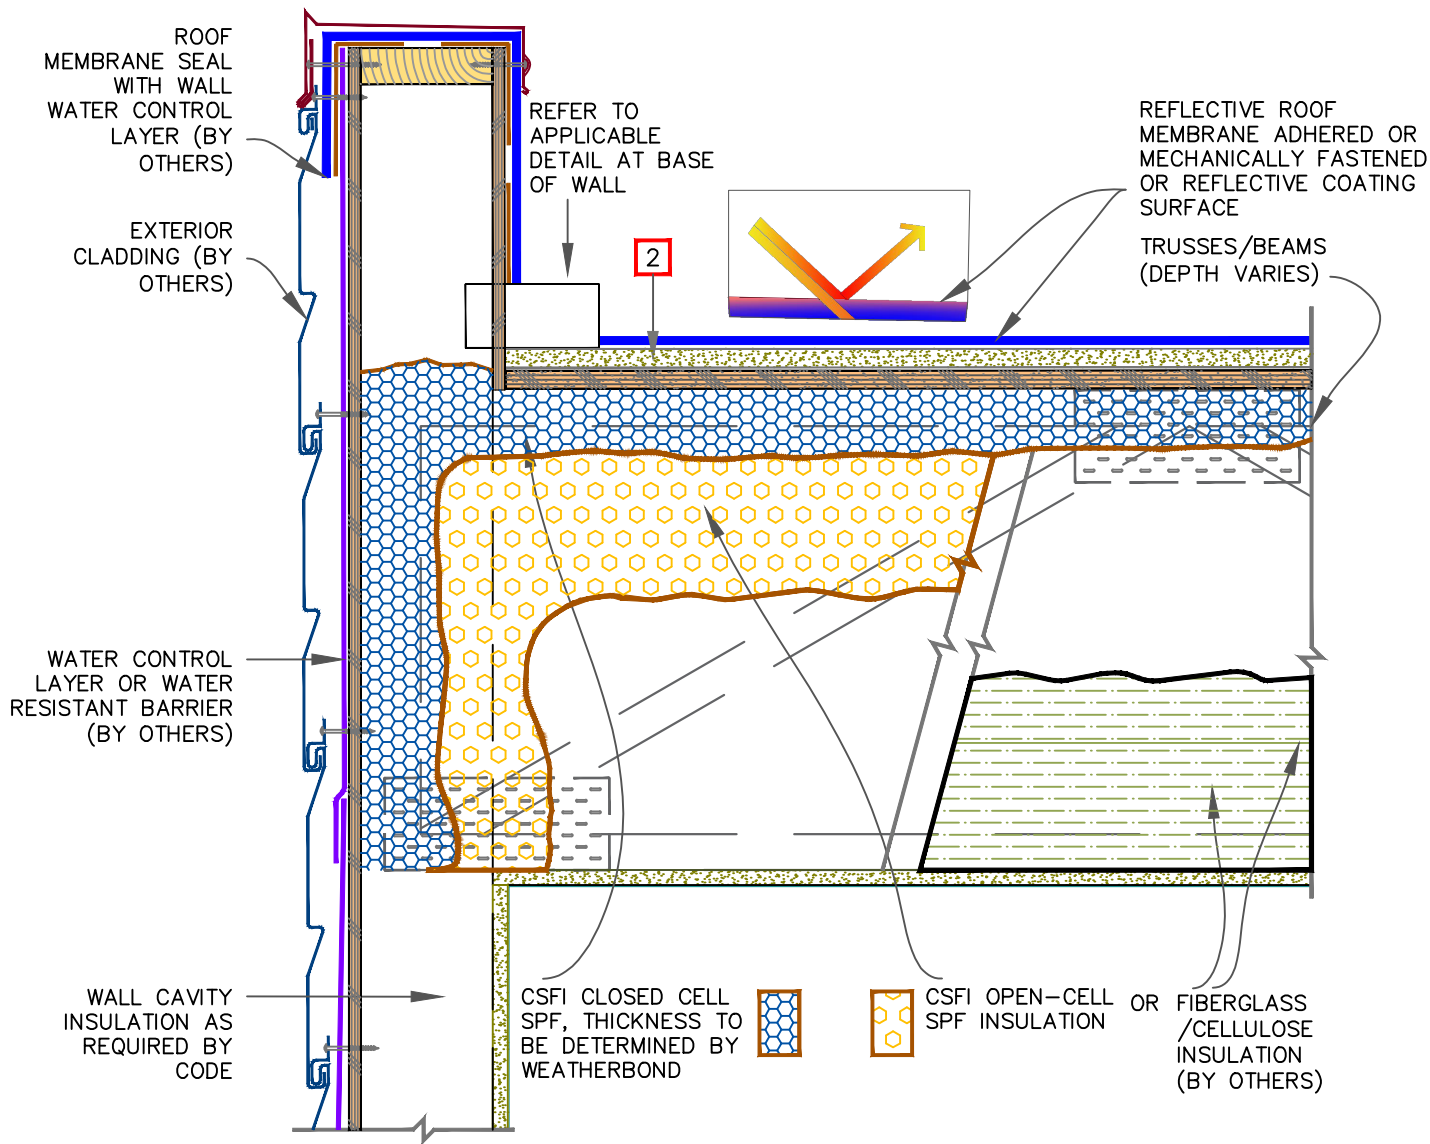 ROOF
MEMBRANE SEAL
WITH WALL
WATER CONTROL
LAYER (BY
OTHERS)
EXTERIOR
CLADDING (BY
OTHERS)
WATER CONTROL
LAYER OR WATER
RESISTANT BARRIER
(BY OTHERS)
WALL CAVITY
INSULATION AS
REQUIRED BY
CODE
REFER TO
APPLICABLE
DETAIL AT BASE
OF WALL
2
REFLECTIVE ROOF
MEMBRANE ADHERED OR
MECHANICALLY FASTENED
OR REFLECTIVE COATING
SURFACE
TRUSSES/BEAMS
(DEPTH VARIES)
CSFI CLOSED CELL
SPF, THICKNESS TO
BE DETERMINED BY
WEATHERBOND
CSFI OPEN-CELL
SPF INSULATION
OR FIBERGLASS
/CELLULOSE
INSULATION
(BY OTHERS)